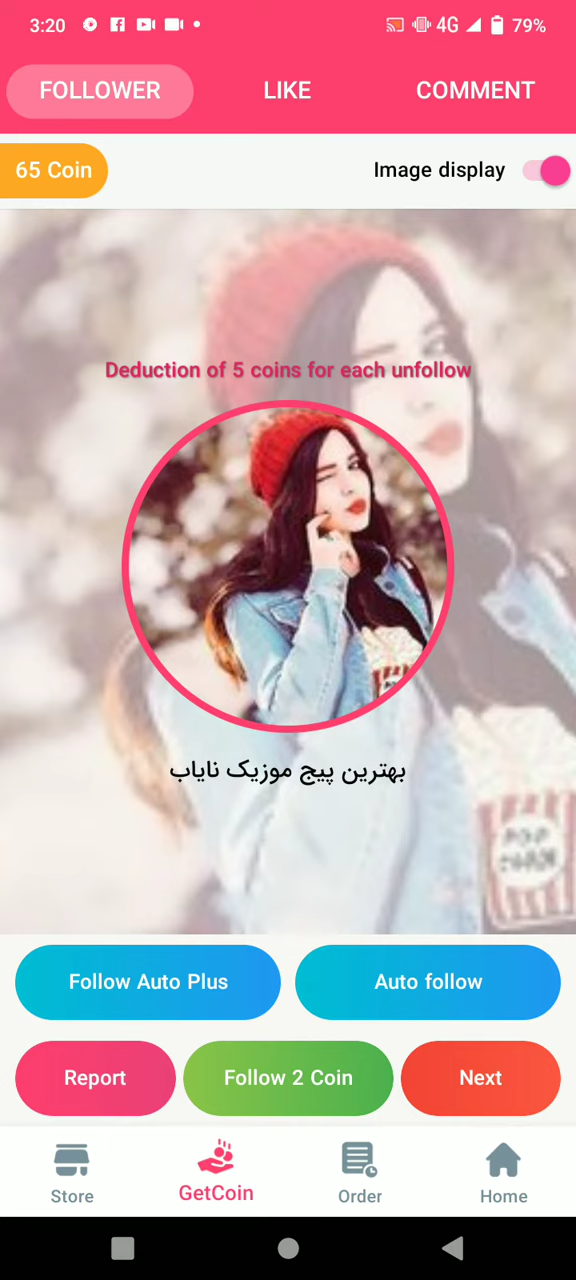 3:20 4G 79%
FOLLOWER LIKE COMMENT
65 Coin Image display
Deduction of 5 coins for each unfollow
بهترین پیج موزیک نایاب
POP
Follow Auto Plus Auto follow
Report Follow 2 Coin Next
Store GetCoin Order Home